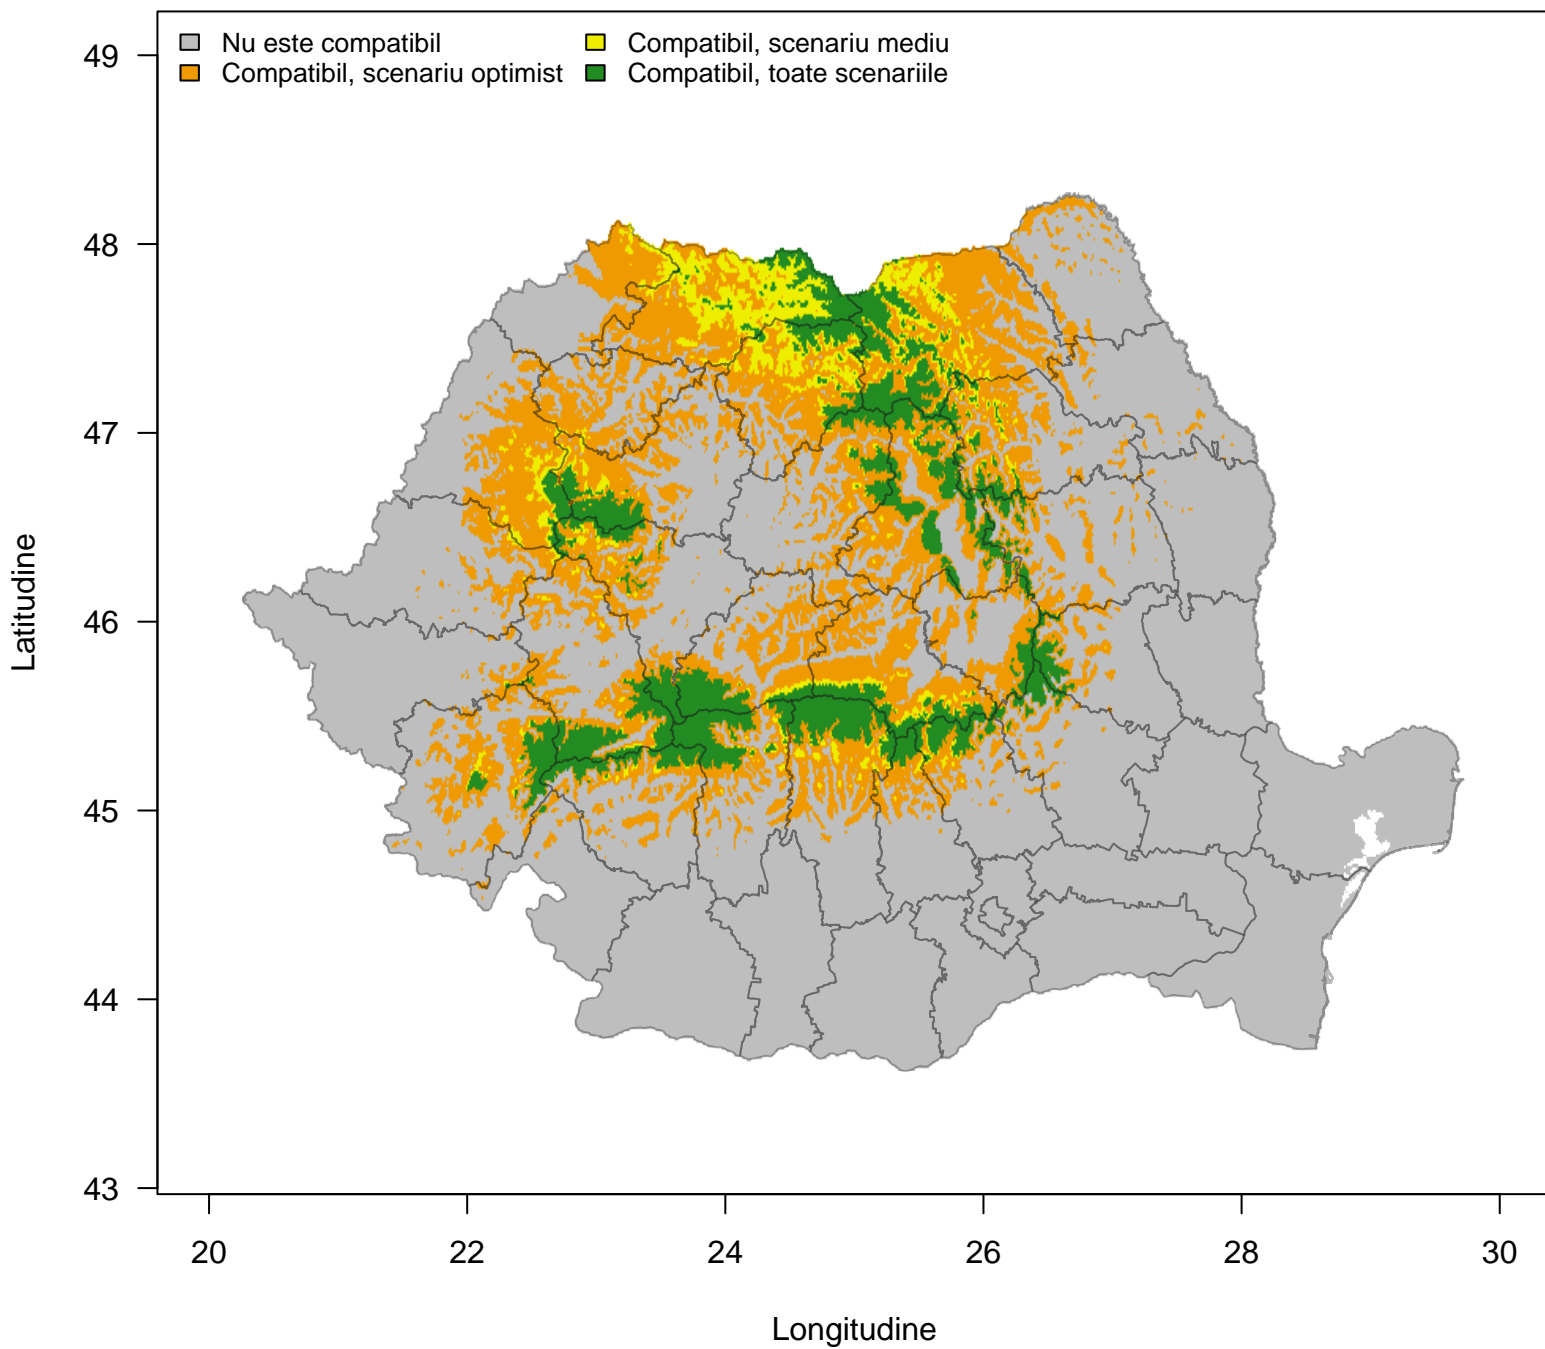 Nu este compatibil
Compatibil, scenariu optimist
Compatibil, scenariu mediu
Compatibil, toate scenariile
49
48
47
46
45
44
43
Latitudine
20 22 24 26 28 30
Longitudine